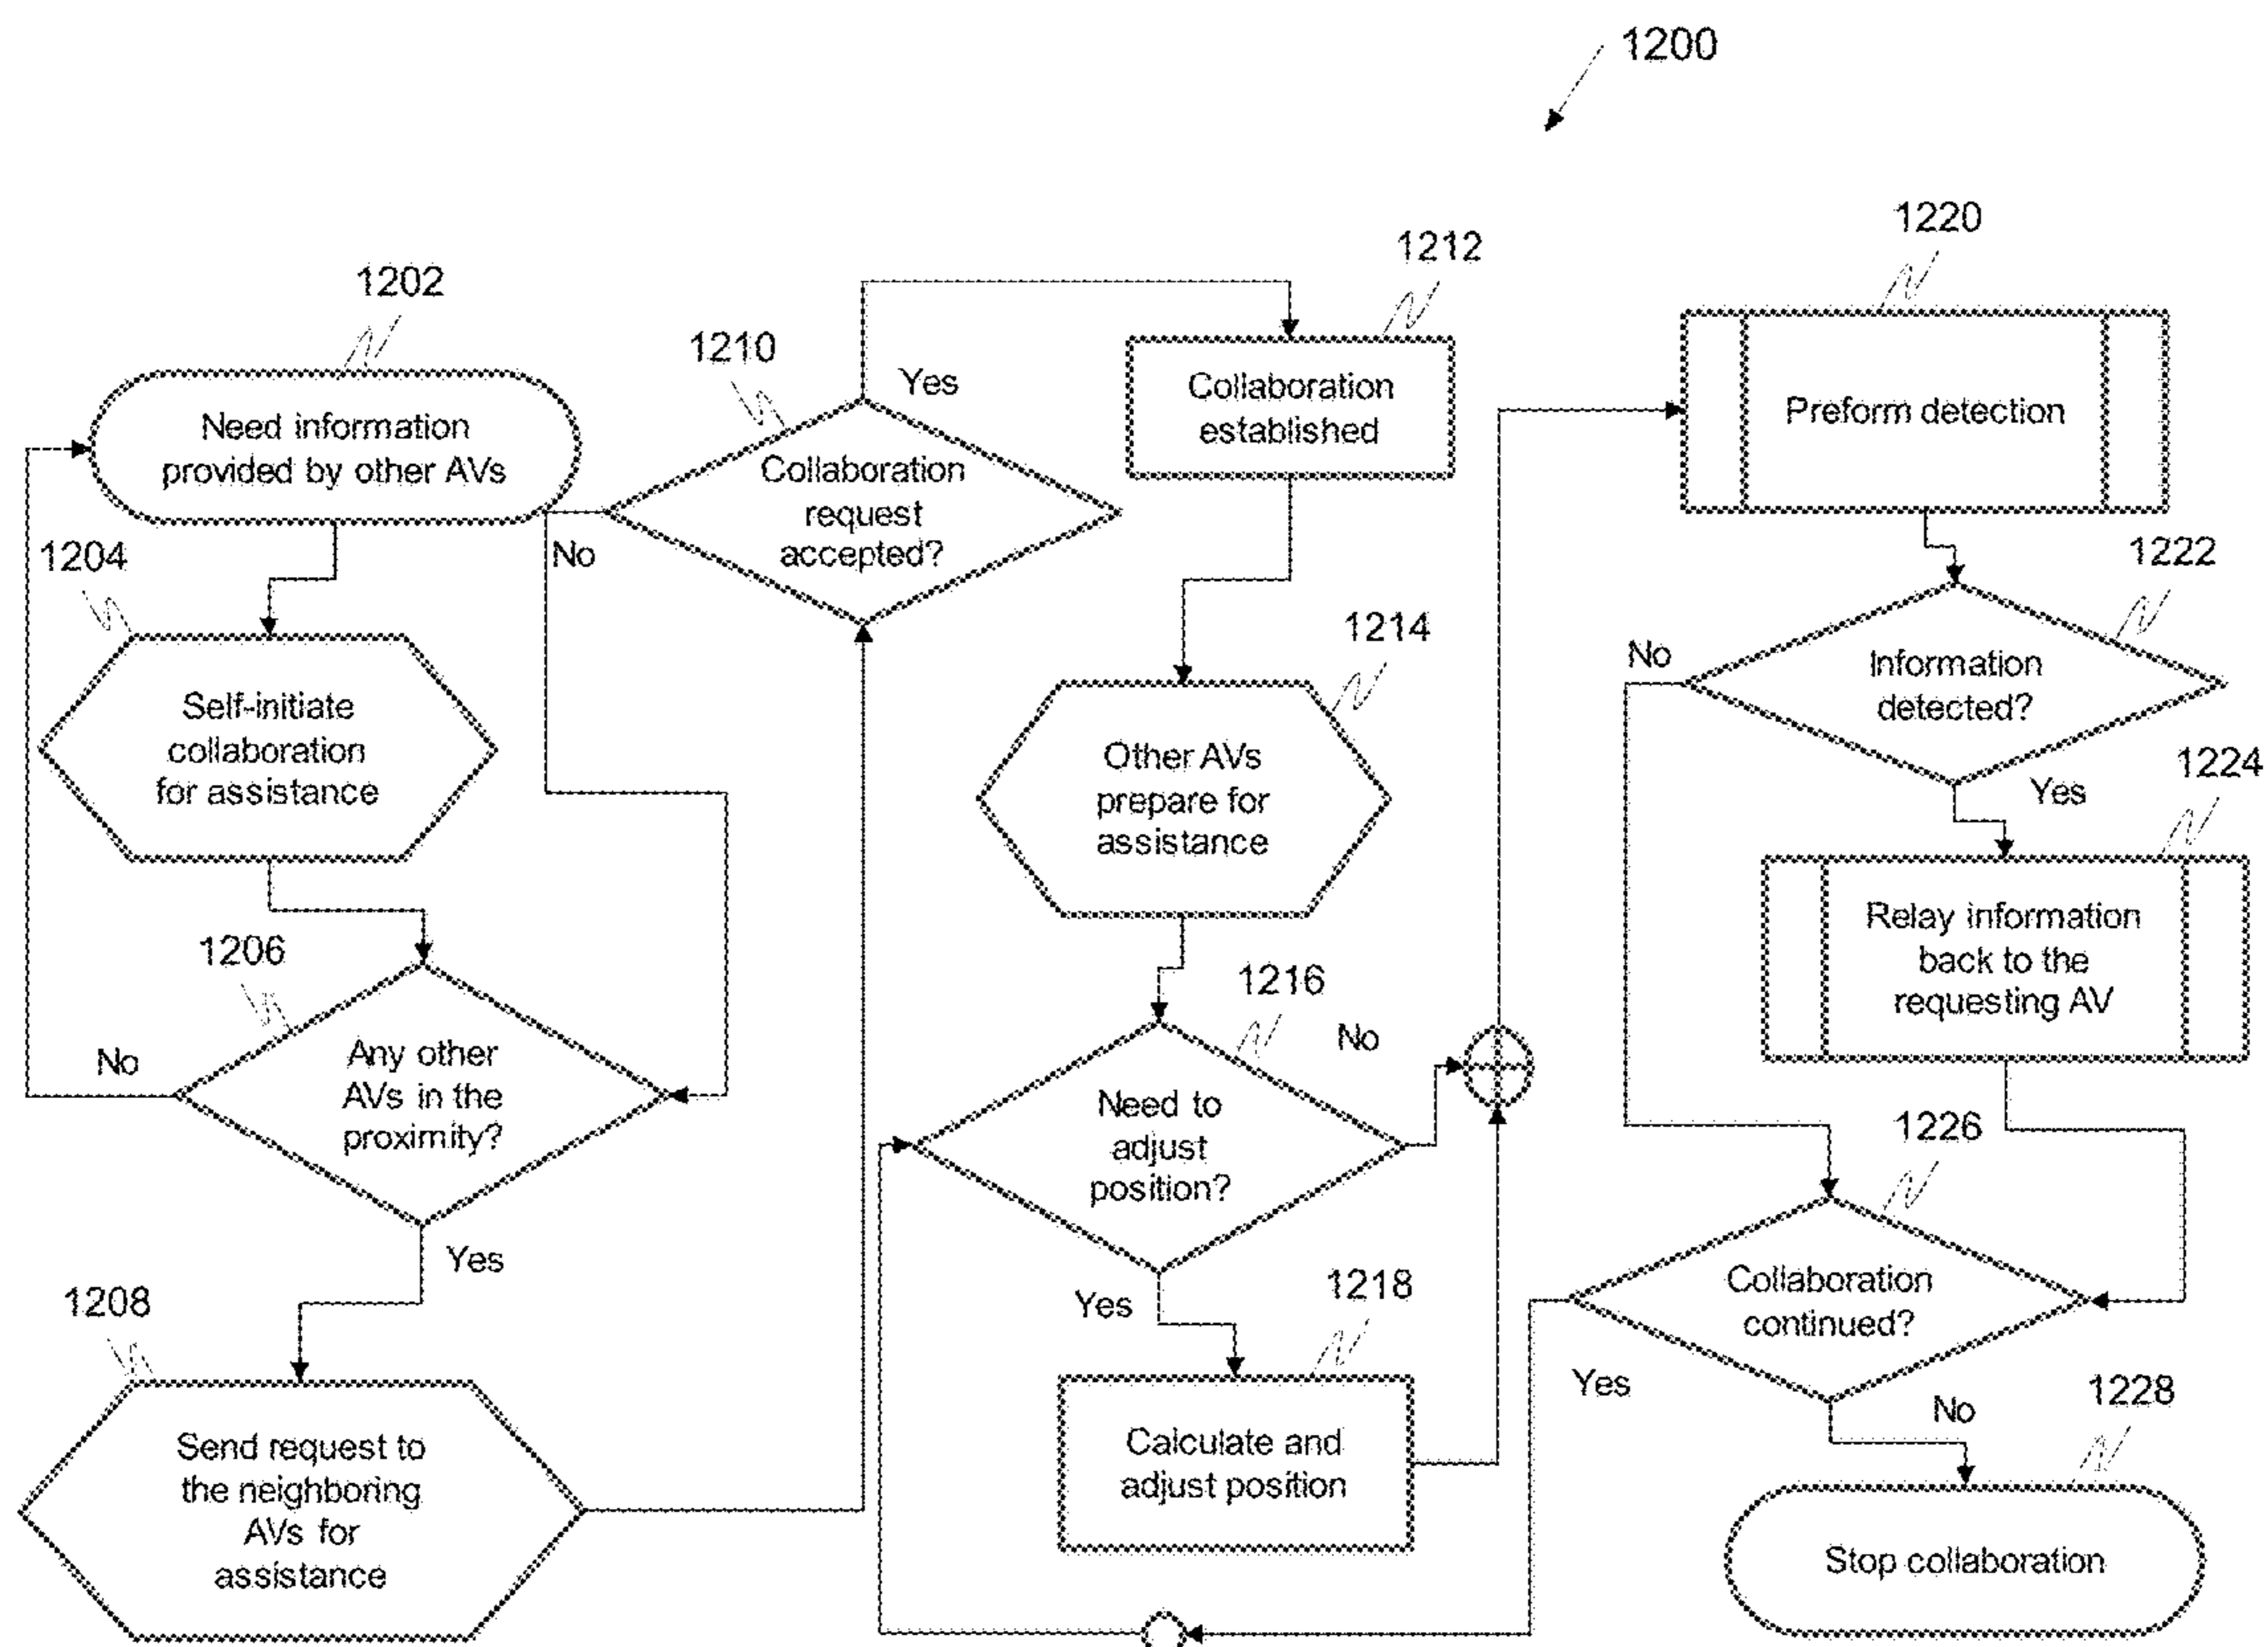 1200
1202
Need information
provided by other AVs
1204
Self-initiate
collaboration
for assistance
1206
Any other
AVs in the
proximity?
No
Yes
1208
Send request to
the neighboring
AVs for
assistance
1210
Collaboration
request
accepted?
Yes
No
1212
Collaboration
established
1214
Other AVs
prepare for
assistance
1216
Need to
adjust
position?
No
Yes
1218
Calculate and
adjust position
1220
Preform detection
1222
Information
detected?
No
Yes
1224
Relay information
back to the
requesting AV
1226
Collaboration
continued?
Yes
No
1228
Stop collaboration